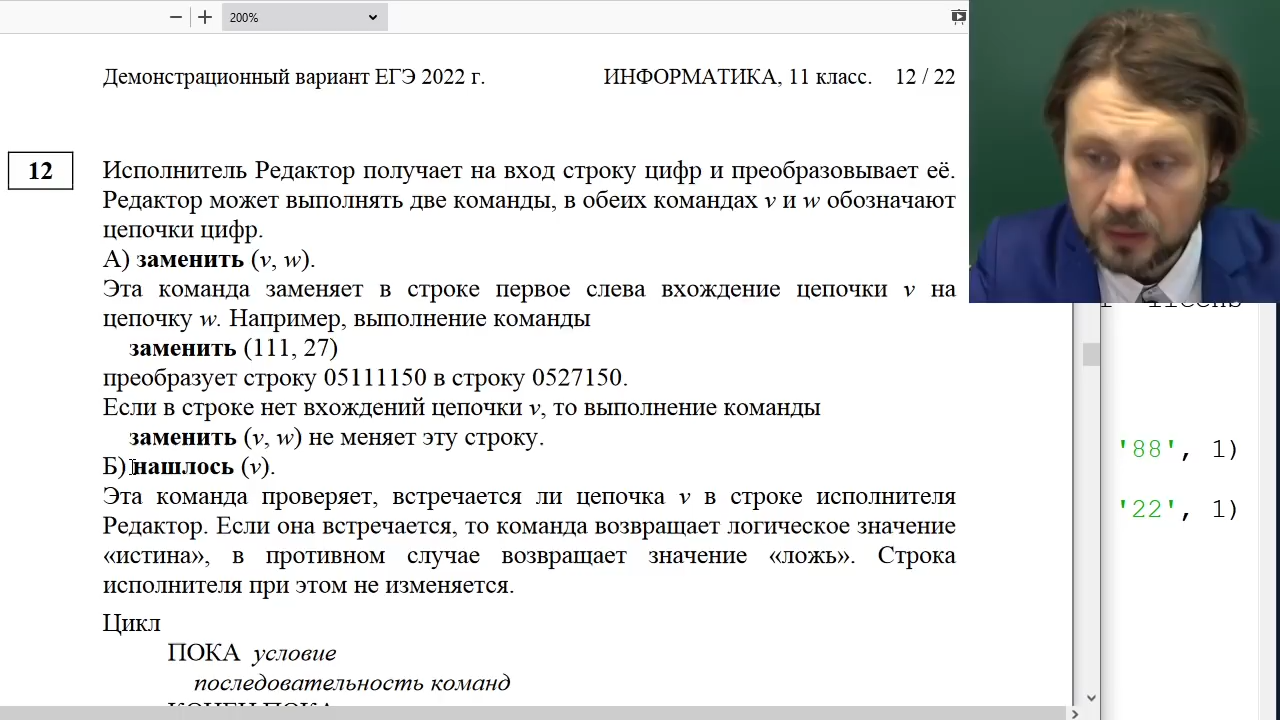 200%
Демонстрационный вариант ЕГЭ 2022 г. ИНФОРМАТИКА, 11 класс. 12 / 22
12
Исполнитель Редактор получает на вход строку цифр и преобразовывает её.
Редактор может выполнять две команды, в обеих командах v и w обозначают
цепочки цифр.
А) заменить (v, w).
Эта команда заменяет в строке первое слева вхождение цепочки v на
цепочку w. Например, выполнение команды
заменить (111, 27)
преобразует строку 05111150 в строку 0527150.
Если в строке нет вхождений цепочки v, то выполнение команды
заменить (v, w) не меняет эту строку.
Б) нашлось (v).
Эта команда проверяет, встречается ли цепочка v в строке исполнителя
Редактор. Если она встречается, то команда возвращает логическое значение
«истина», в противном случае возвращает значение «ложь». Строка
исполнителя при этом не изменяется.
Цикл
ПОКА условие
последовательность команд
КОНЕЦ ПОКА
'88', 1)
'22', 1)